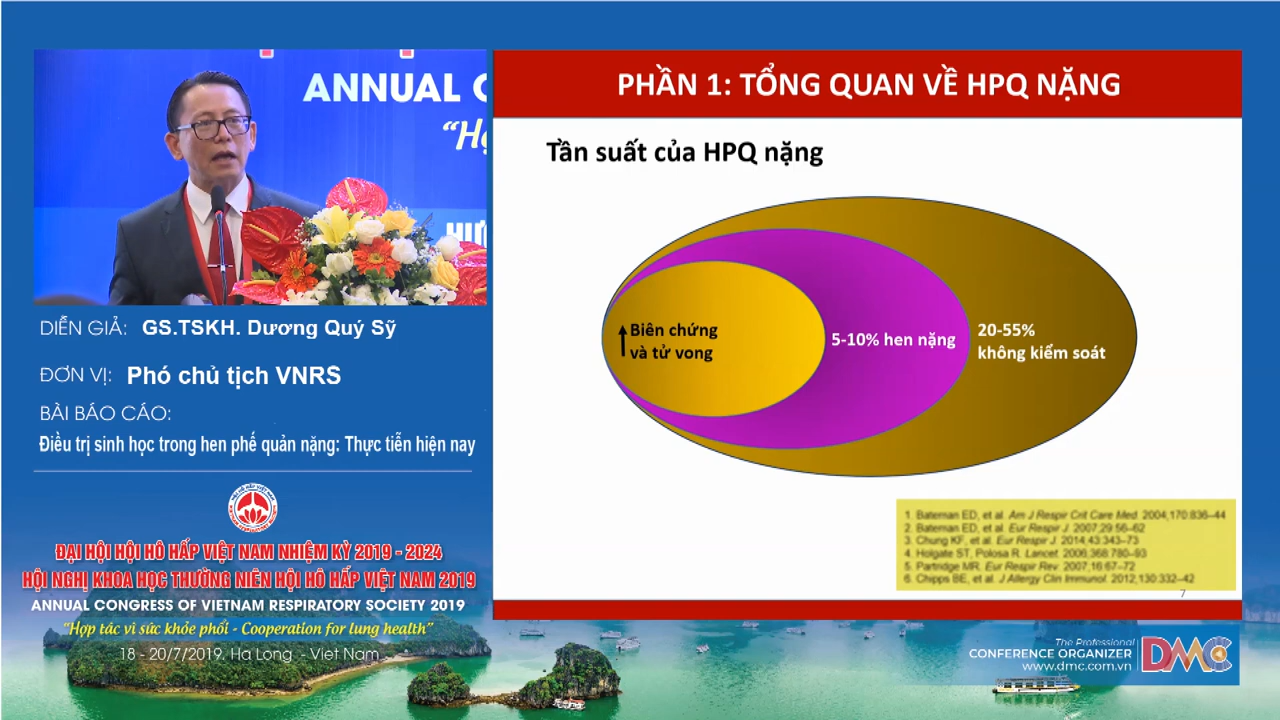 ANNUAL C
"Hợ
DIỄN GIẢ: GS.TSKH. Dương Quý Sỹ
ĐƠN VỊ: Phó chủ tịch VNRS
BÀI BÁO CÁO:
Điều trị sinh học trong hen phế quản nặng: Thực tiễn hiện nay
ĐẠI HỘI HỘI HÔ HẤP VIỆT NAM NHIỆM KỲ 2019 - 2024
HỘI NGHỊ KHOA HỌC THƯỜNG NIÊN HỘI HÔ HẤP VIỆT NAM 2019
ANNUAL CONGRESS OF VIETNAM RESPIRATORY SOCIETY 2019
"Hợp tác vì sức khỏe phổi - Cooperation for lung health"
18 - 20/7/2019. Ha Long - Viet Nam
PHẦN 1: TỔNG QUAN VỀ HPQ NẶNG
Tần suất của HPQ nặng
Biên chứng
và tử vong
5-10% hen nặng
20-55%
không kiểm soát
1. Bateman ED, et al. Am J Respir Crit Care Med. 2004;170:836–44
2. Bateman ED, et al. Eur Respir J. 2007;29:56–62
3. Chung KF, et al. Eur Respir J. 2014;43:343–73
4. Holgate ST, Polosa R. Lancet. 2006;368:780–93
5. Partridge MR. Eur Respir Rev. 2007;16:67–72
6. Chipps BE, et al. J Allergy Clin Immunol. 2012;130:332–42
7
The Professional
CONFERENCE ORGANIZER
www.dmc.com.vn
DMC